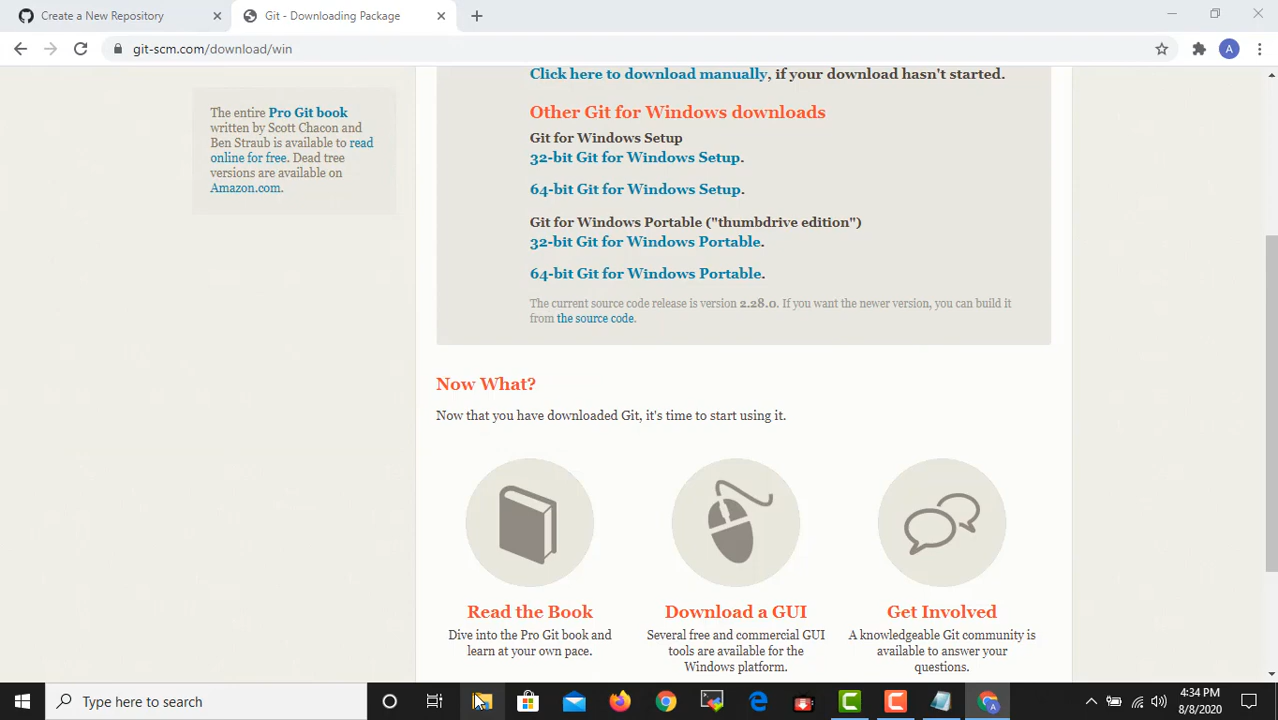 Create a New Repository
Git - Downloading Package
git-scm.com/download/win
A
Click here to download manually, if your download hasn't started.
The entire Pro Git book
written by Scott Chacon and
Ben Straub is available to read
online for free. Dead tree
versions are available on
Amazon.com.
Other Git for Windows downloads
Git for Windows Setup
32-bit Git for Windows Setup.
64-bit Git for Windows Setup.
Git for Windows Portable ("thumbdrive edition")
32-bit Git for Windows Portable.
64-bit Git for Windows Portable.
The current source code release is version 2.28.0. If you want the newer version, you can build it
from the source code.
Now What?
Now that you have downloaded Git, it's time to start using it.
Read the Book
Dive into the Pro Git book and
learn at your own pace.
Download a GUI
Several free and commercial GUI
tools are available for the
Windows platform.
Get Involved
A knowledgeable Git community is
available to answer your
questions.
Type here to search
4:34 PM
8/8/2020